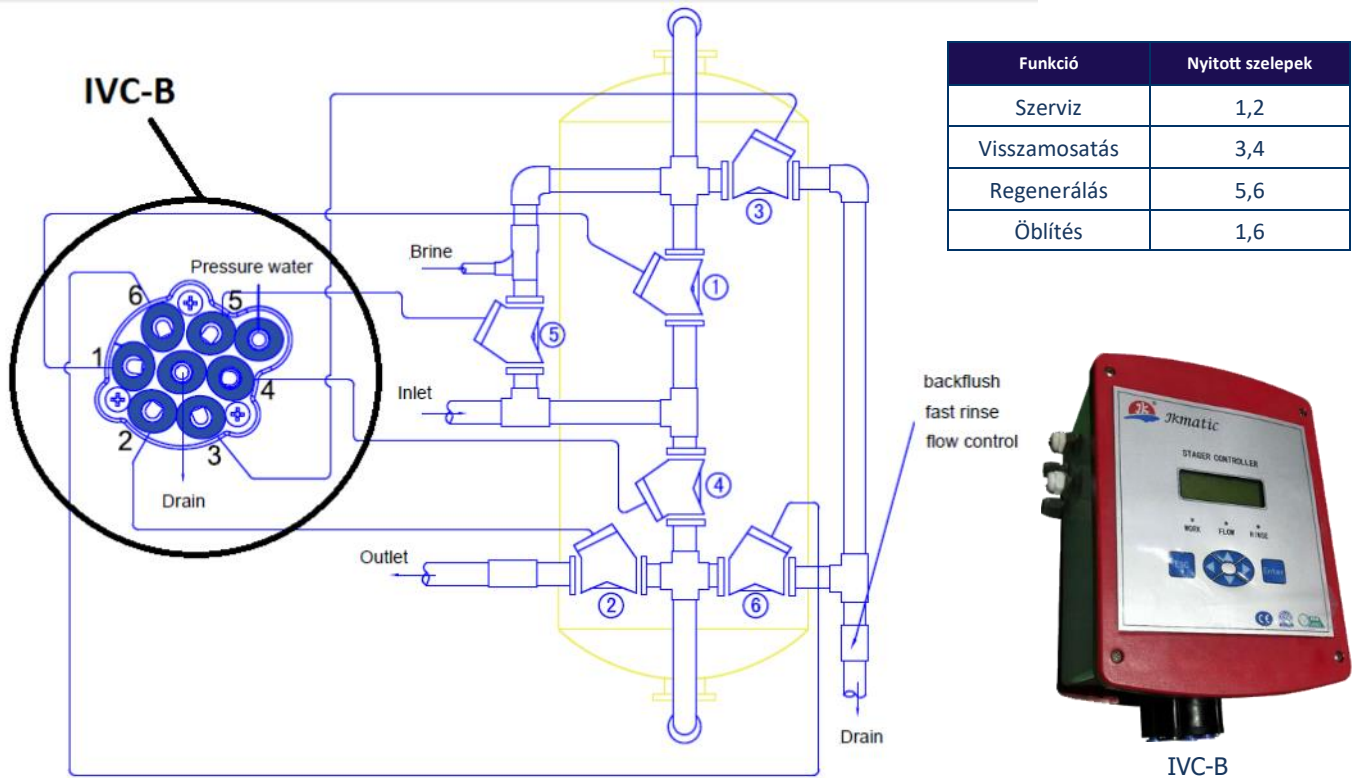 IVC-B
Pressure water
6
5
1
4
2
3
Drain
Brine
Inlet
Outlet
③
①
⑤
④
②
⑥
backflush
fast rinse
flow control
Drain
Funkció Nyitott szelepek
Szerviz 1,2
Visszamosatás 3,4
Regenerálás 5,6
Öblítés 1,6
Jkmatic
STAGER CONTROLLER
WORK FLOW RINSE
ESC
Enter
CE
IVC-B